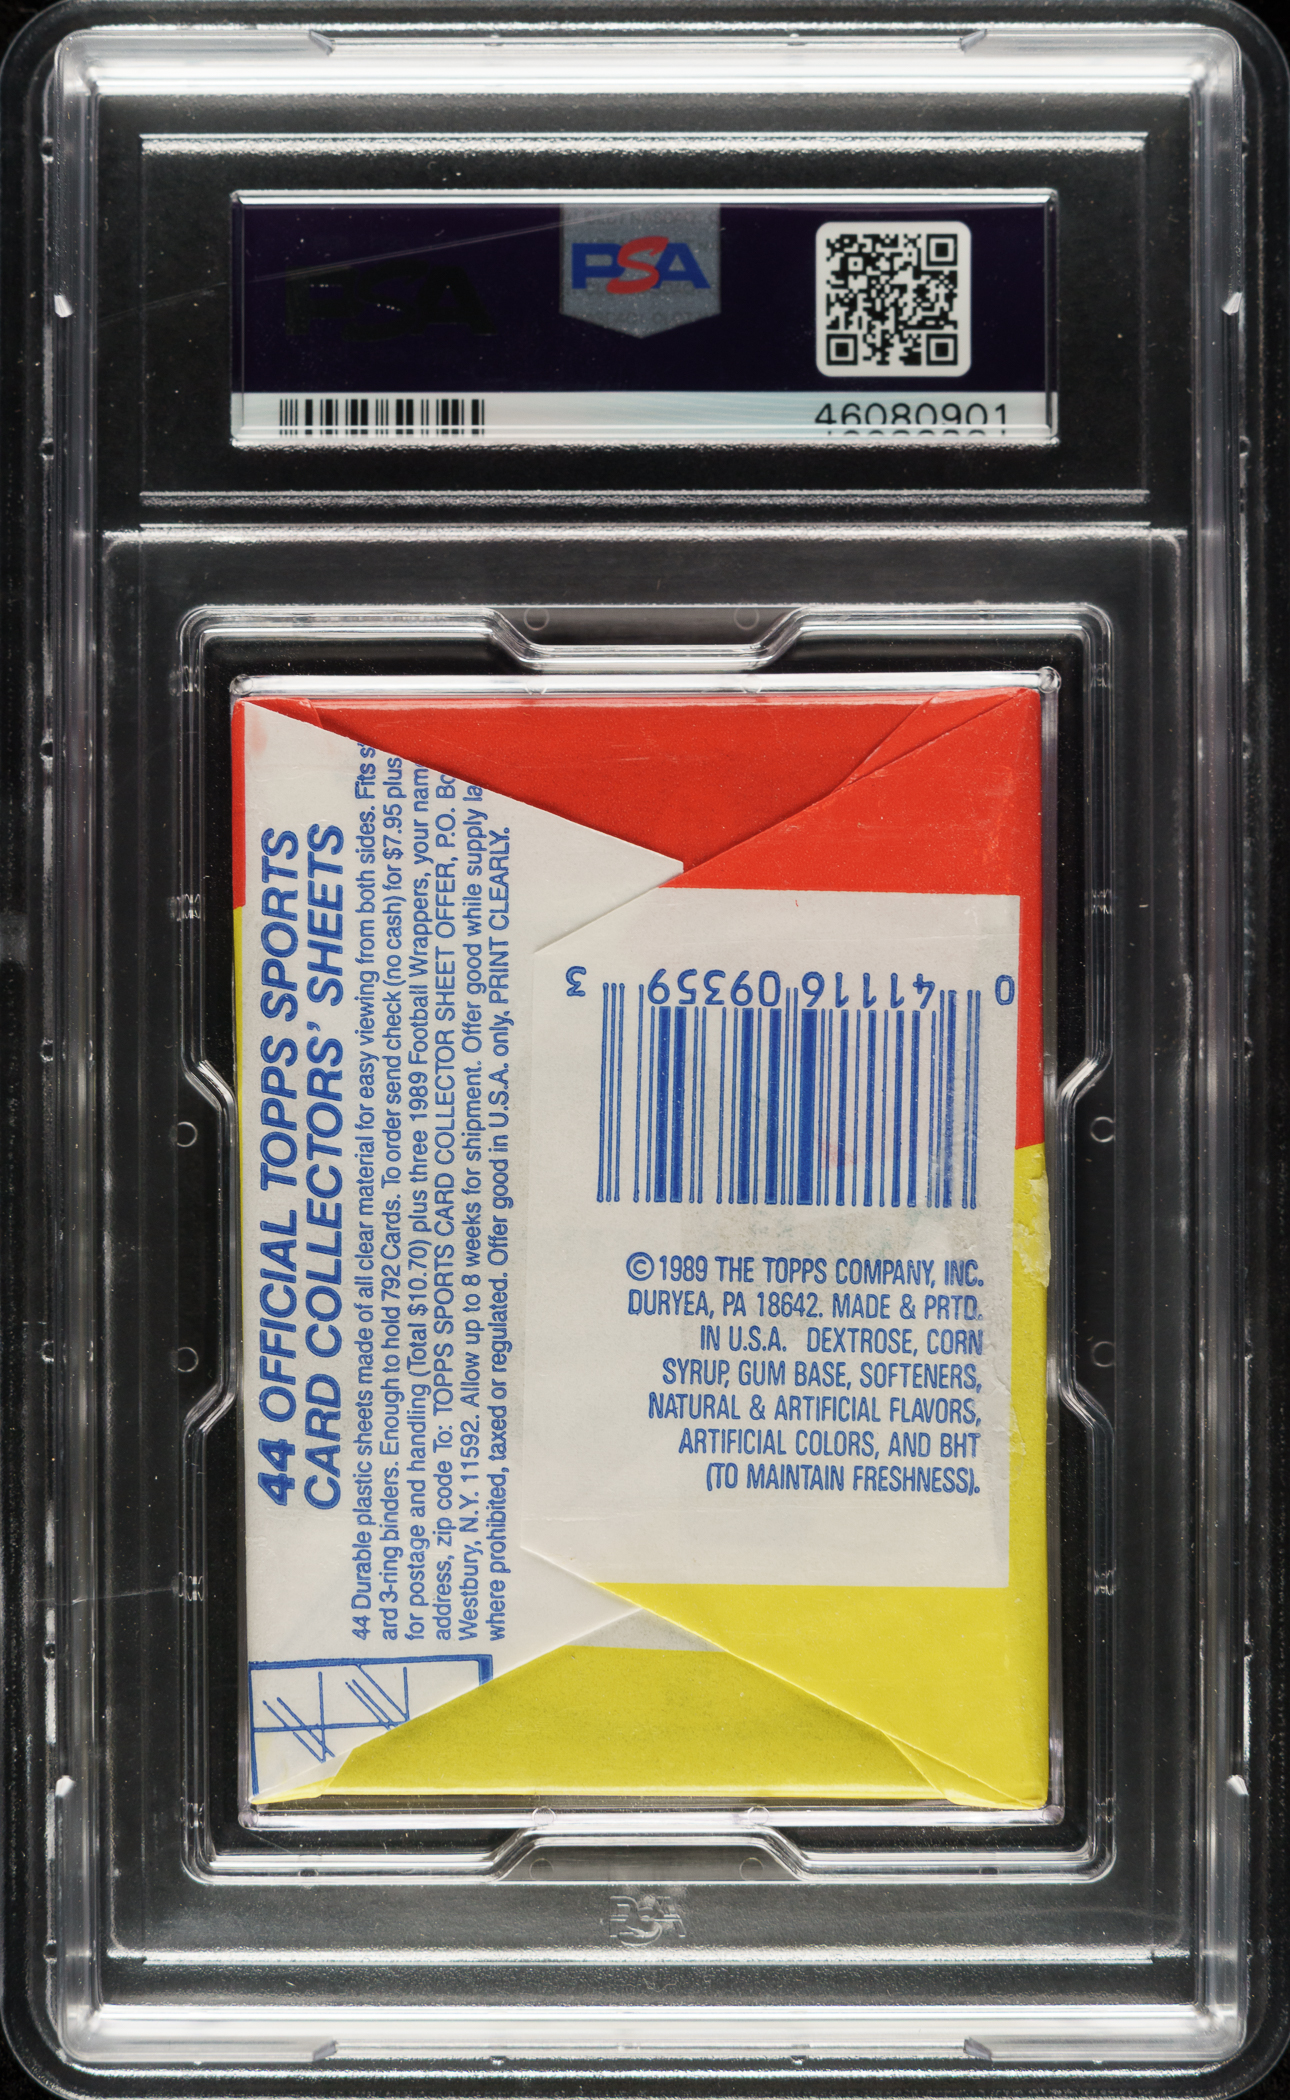 PSA
46080901
44 OFFICIAL TOPPS SPORTS
CARD COLLECTORS' SHEETS
44 Durable plastic sheets made of all clear material for easy viewing from both sides. Fits
ard 3-ring binders. Enough to hold 792 Cards. To order send check (no cash) for $7.95 plus
for postage and handling (Total $10.70) plus three 1989 Football Wrappers, your nam
address, zip code To: TOPPS SPORTS CARD COLLECTOR SHEET OFFER, P.O. Bo
Westbury, N.Y. 11592. Allow up to 8 weeks for shipment. Offer good while supply la
where prohibited, taxed or regulated. Offer good in U.S.A. only. PRINT CLEARLY.
0 41116 09359 3
©1989 THE TOPPS COMPANY, INC.
DURYEA, PA 18642. MADE & PRTD.
IN U.S.A. DEXTROSE, CORN
SYRUP, GUM BASE, SOFTENERS,
NATURAL & ARTIFICIAL FLAVORS,
ARTIFICIAL COLORS, AND BHT
(TO MAINTAIN FRESHNESS).
PSA